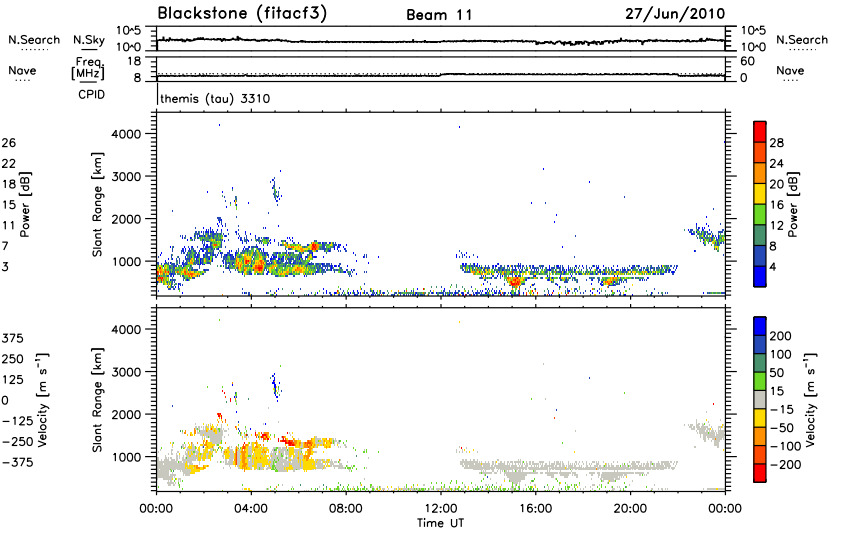 Blackstone (fitacf3) Beam 11 27/Jun/2010
N.Search N.Sky 10^5 10^5 N.Search
10^0 10^0
Nave Freq. [MHz] 18 60 Nave
8 0
CPID
themis (tau) 3310
26 22 18 15 11 7 3
Power [dB]
Slant Range [km]
4000
3000
2000
1000
28 24 20 16 12 8 4
Power [dB]
375 250 125 0 −125 −250 −375
Velocity [m s⁻¹]
Slant Range [km]
4000
3000
2000
1000
200 100 50 15 −15 −50 −100 −200
Velocity [m s⁻¹]
00:00 04:00 08:00 12:00 16:00 20:00 00:00
Time UT